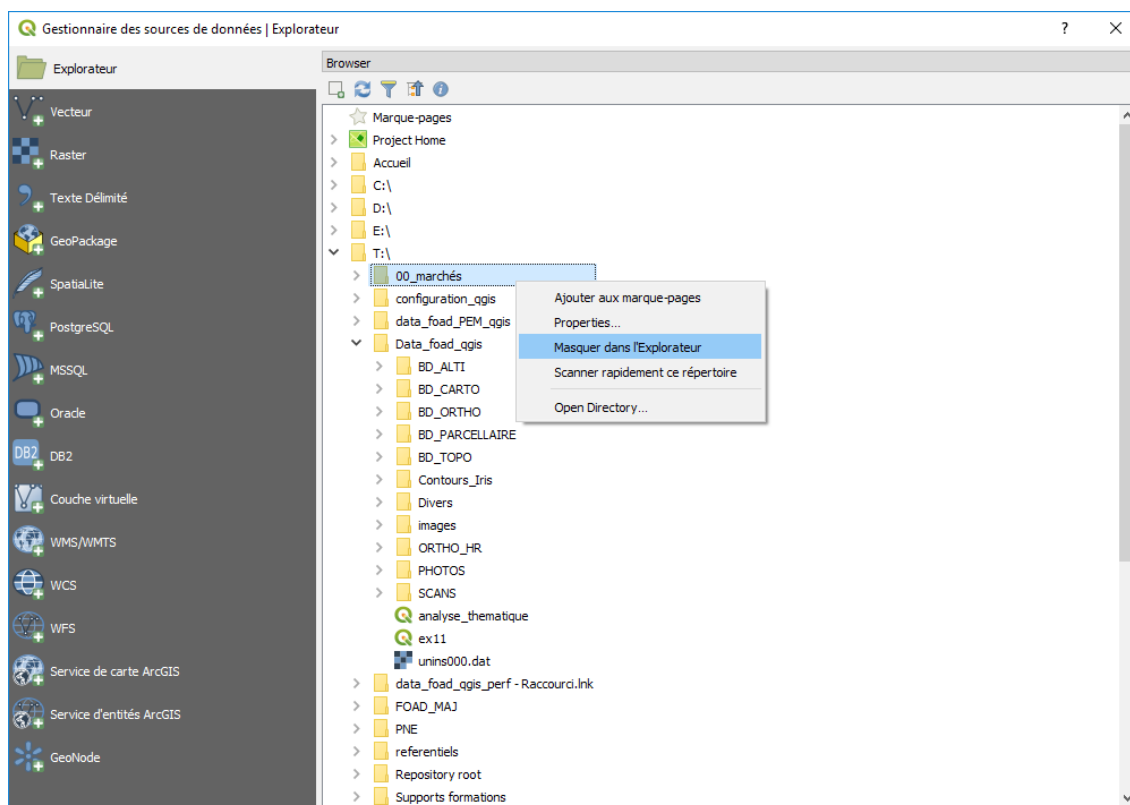 Gestionnaire des sources de données | Explorateur
?
Explorateur
Vecteur
Raster
Texte Délimité
GeoPackage
SpatiaLite
PostgreSQL
MSSQL
Oracle
DB2
DB2
Couche virtuelle
WMS/WMTS
WCS
WFS
Service de carte ArcGIS
Service d'entités ArcGIS
GeoNode
Browser
Marque-pages
Project Home
Accueil
C:\
D:\
E:\
T:\
00_marchés
configuration_qgis
data_foad_PEM_qgis
Data_foad_qgis
BD_ALTI
BD_CARTO
BD_ORTHO
BD_PARCELLAIRE
BD_TOPO
Contours_Iris
Divers
images
ORTHO_HR
PHOTOS
SCANS
analyse_thematique
ex11
unins000.dat
data_foad_qgis_perf - Raccourci.lnk
FOAD_MAJ
PNE
referentiels
Repository root
Supports formations
Ajouter aux marque-pages
Properties...
Masquer dans l'Explorateur
Scanner rapidement ce répertoire
Open Directory...